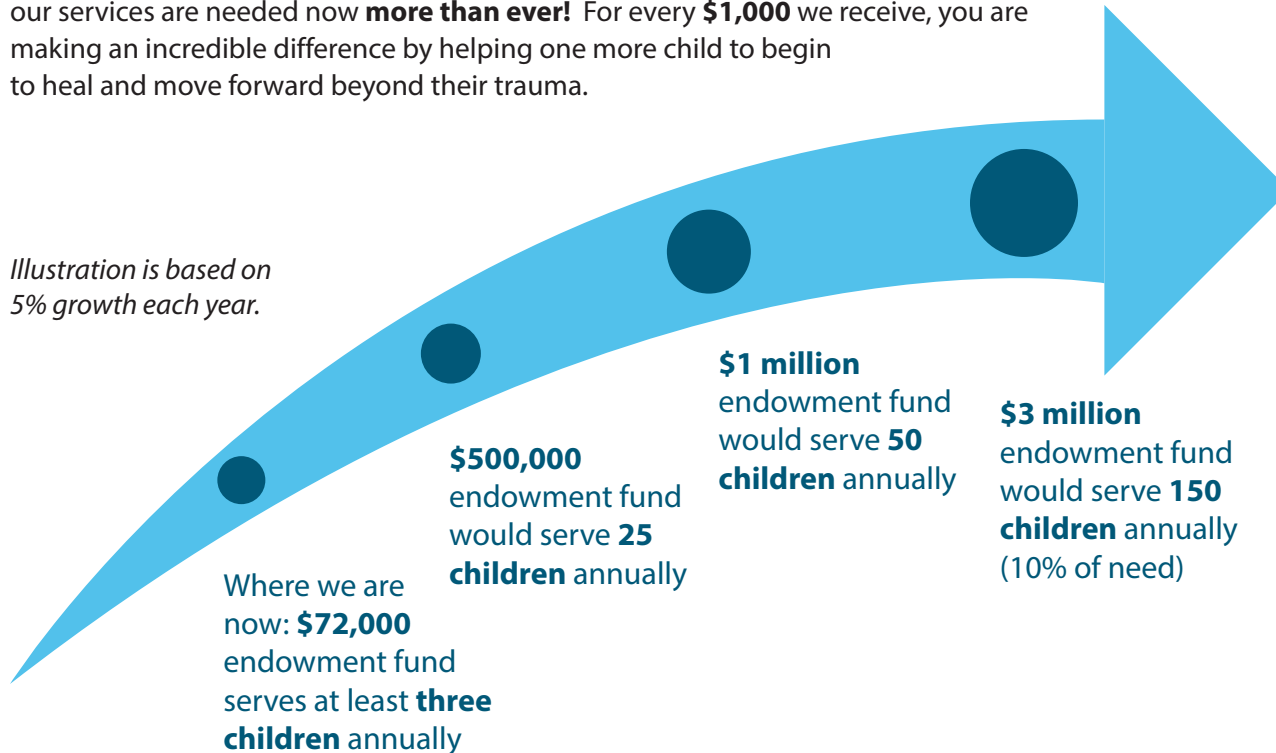 our services are needed now more than ever! For every $1,000 we receive, you are
making an incredible difference by helping one more child to begin
to heal and move forward beyond their trauma.
Illustration is based on
5% growth each year.
Where we are
now: $72,000
endowment fund
serves at least three
children annually
$500,000
endowment fund
would serve 25
children annually
$1 million
endowment fund
would serve 50
children annually
$3 million
endowment fund
would serve 150
children annually
(10% of need)